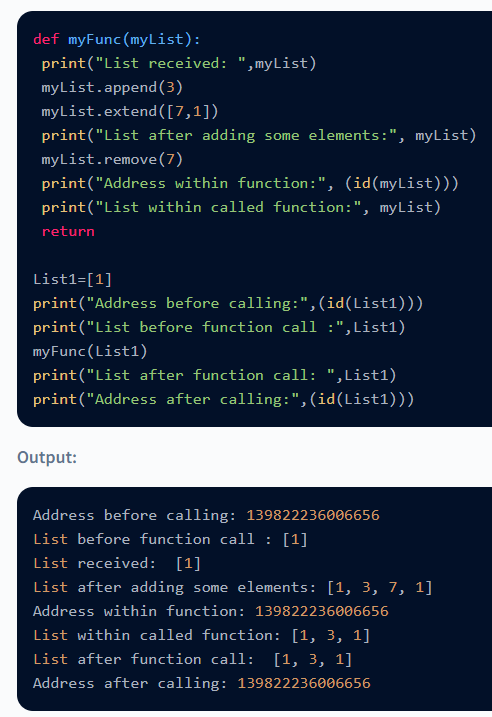 def myFunc(myList):
 print("List received: ",myList)
 myList.append(3)
 myList.extend([7,1])
 print("List after adding some elements:", myList)
 myList.remove(7)
 print("Address within function:", (id(myList)))
 print("List within called function:", myList)
 return

List1=[1]
print("Address before calling:",(id(List1)))
print("List before function call :",List1)
myFunc(List1)
print("List after function call: ",List1)
print("Address after calling:",(id(List1)))
Output:
Address before calling: 139822236006656
List before function call : [1]
List received:  [1]
List after adding some elements: [1, 3, 7, 1]
Address within function: 139822236006656
List within called function: [1, 3, 1]
List after function call:  [1, 3, 1]
Address after calling: 139822236006656